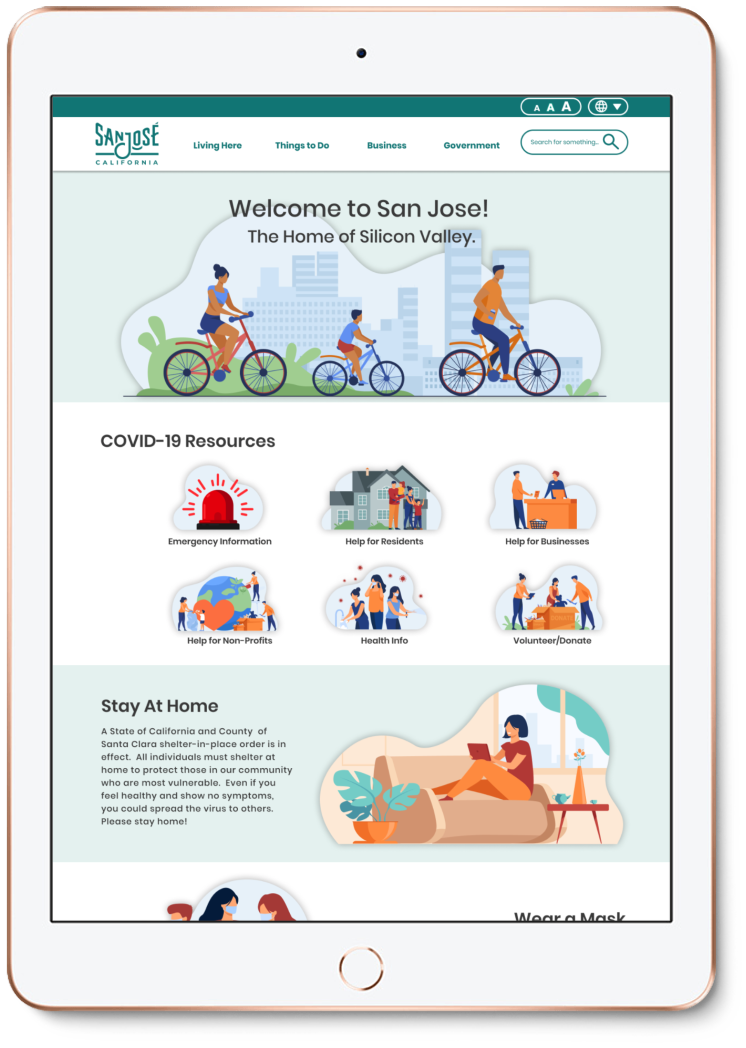 A A A
SAN JOSÉ
CALIFORNIA
Living Here
Things to Do
Business
Government
Search for something...
Welcome to San Jose!
The Home of Silicon Valley.
COVID-19 Resources
Emergency Information
Help for Residents
Help for Businesses
Help for Non-Profits
Health Info
Volunteer/Donate
Stay At Home
A State of California and County of
Santa Clara shelter-in-place order is in
effect. All individuals must shelter at
home to protect those in our community
who are most vulnerable. Even if you
feel healthy and show no symptoms,
you could spread the virus to others.
Please stay home!
Wear a Mask